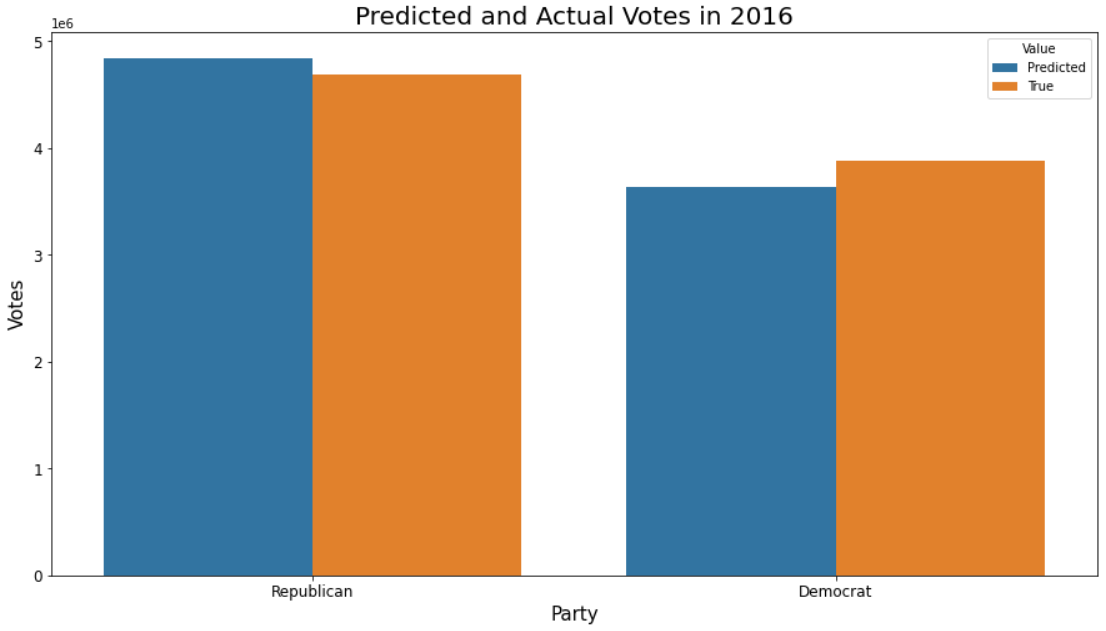 Predicted and Actual Votes in 2016
1e6
5
4
3
2
1
0
Votes
Value
Predicted
True
Republican
Democrat
Party